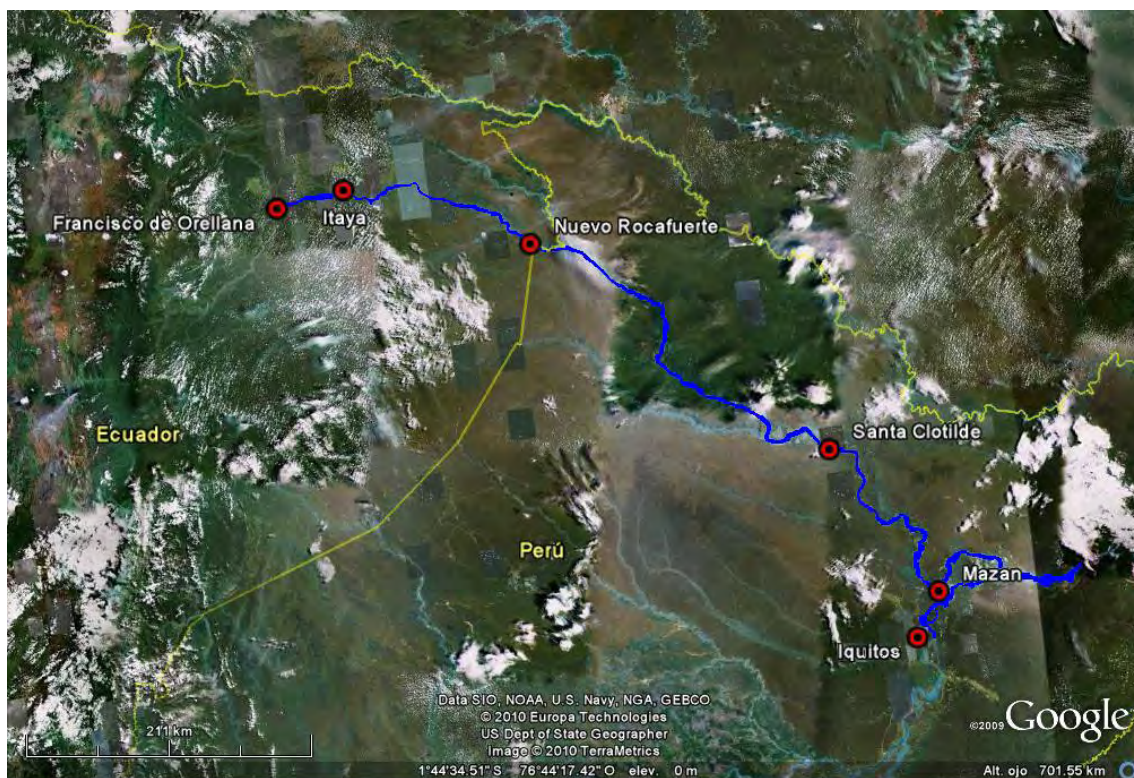 Francisco de Orellana
Itaya
Nuevo Rocafuerte
Ecuador
Santa Clotilde
Perú
Mazan
Iquitos
211 km
Data SIO, NOAA, U.S. Navy, NGA, GEBCO
© 2010 Europa Technologies
US Dept of State Geographer
Image © 2010 TerraMetrics
©2009 Google
1°44'34.51" S 76°44'17.42" O elev. 0 m
Alt. ojo 701.55 km